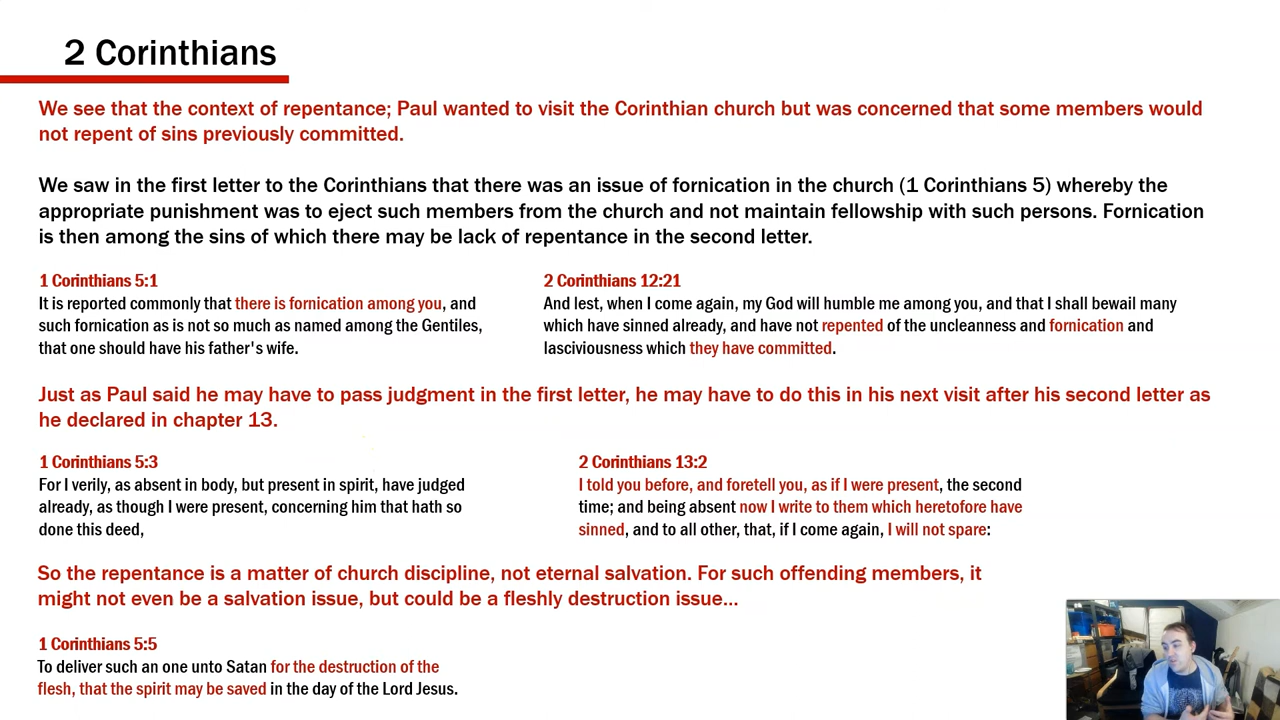 2 Corinthians
We see that the context of repentance; Paul wanted to visit the Corinthian church but was concerned that some members would
not repent of sins previously committed.
We saw in the first letter to the Corinthians that there was an issue of fornication in the church (1 Corinthians 5) whereby the
appropriate punishment was to eject such members from the church and not maintain fellowship with such persons. Fornication
is then among the sins of which there may be lack of repentance in the second letter.
1 Corinthians 5:1
It is reported commonly that there is fornication among you, and
such fornication as is not so much as named among the Gentiles,
that one should have his father's wife.
2 Corinthians 12:21
And lest, when I come again, my God will humble me among you, and that I shall bewail many
which have sinned already, and have not repented of the uncleanness and fornication and
lasciviousness which they have committed.
Just as Paul said he may have to pass judgment in the first letter, he may have to do this in his next visit after his second letter as
he declared in chapter 13.
1 Corinthians 5:3
For I verily, as absent in body, but present in spirit, have judged
already, as though I were present, concerning him that hath so
done this deed,
2 Corinthians 13:2
I told you before, and foretell you, as if I were present, the second
time; and being absent now I write to them which heretofore have
sinned, and to all other, that, if I come again, I will not spare:
So the repentance is a matter of church discipline, not eternal salvation. For such offending members, it
might not even be a salvation issue, but could be a fleshly destruction issue...
1 Corinthians 5:5
To deliver such an one unto Satan for the destruction of the
flesh, that the spirit may be saved in the day of the Lord Jesus.